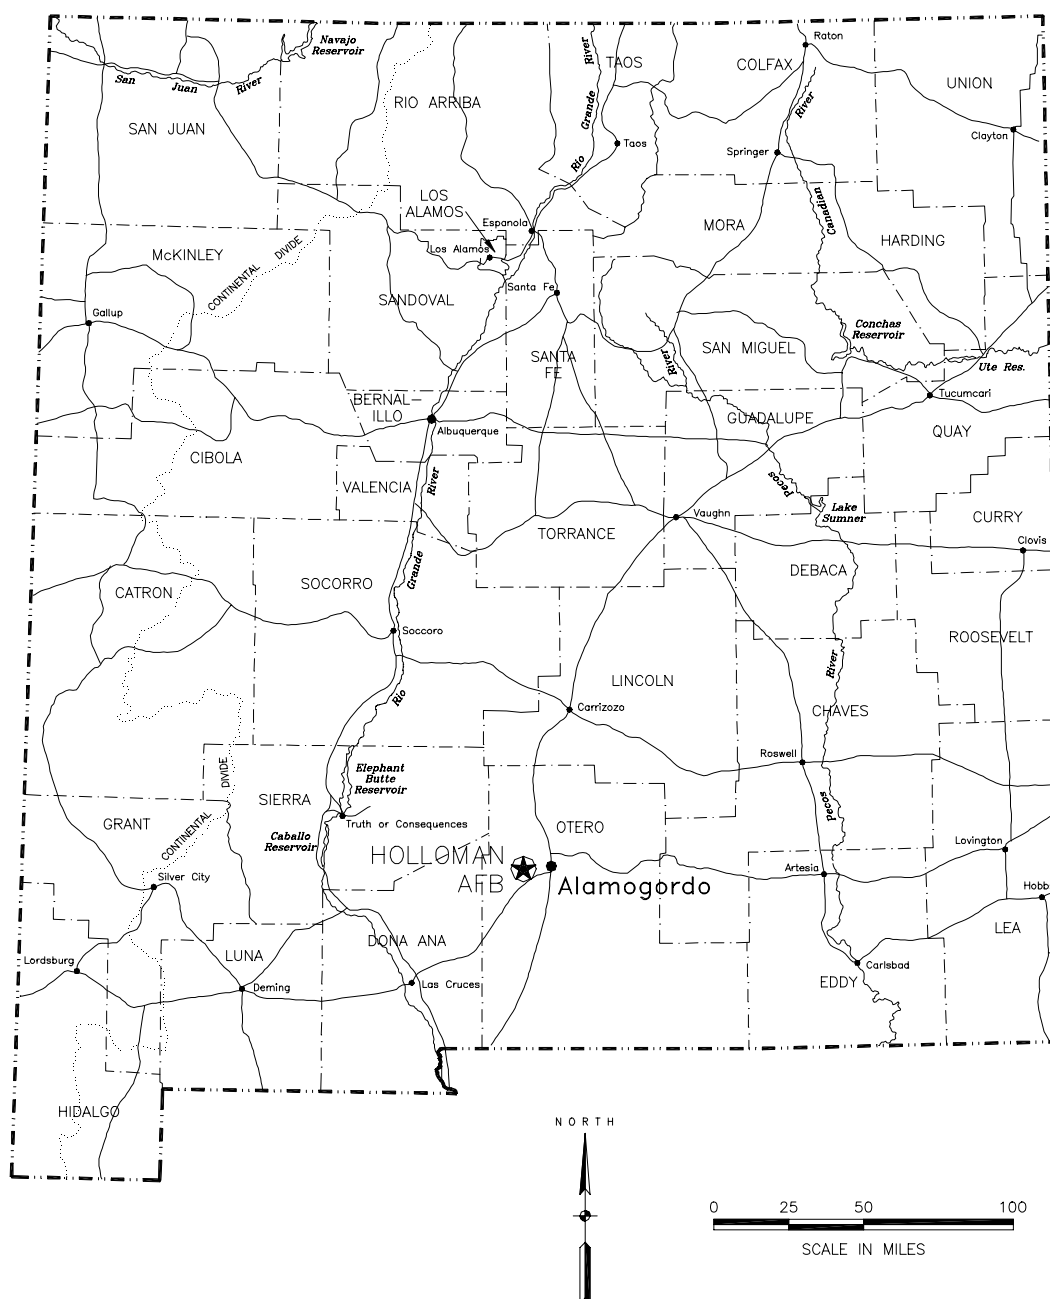 Raton
Navajo
Reservoir
River
TAOS
COLFAX
UNION
San
Juan
River
RIO ARRIBA
Grande
River
SAN JUAN
Clayton
Taos
Springer
Rio
LOS
ALAMOS
Canadian
Espanola
MORA
HARDING
McKINLEY
DIVIDE
Los Alamos
CONTINENTAL
Santa Fe
SANDOVAL
Gallup
Conchas
Reservoir
SANTA
FE
River
SAN MIGUEL
Ute Res.
BERNAL-
ILLO
Tucumcari
GUADALUPE
Albuquerque
QUAY
CIBOLA
VALENCIA
River
Pecos
Lake
Sumner
Vaughn
CURRY
TORRANCE
Clovis
Grande
DEBACA
SOCORRO
CATRON
Soccoro
ROOSEVELT
River
LINCOLN
Rio
Carrizozo
CHAVES
Roswell
DIVIDE
Elephant
Butte
Reservoir
SIERRA
Pecos
GRANT
CONTINENTAL
Truth or Consequences
OTERO
Caballo
Reservoir
Lovington
HOLLOMAN
AFB
Alamogordo
Artesia
Silver City
Hobb
LEA
DONA ANA
LUNA
Lordsburg
Carlsbad
EDDY
Deming
Las Cruces
HIDALGO
NORTH
0 25 50 100
SCALE IN MILES